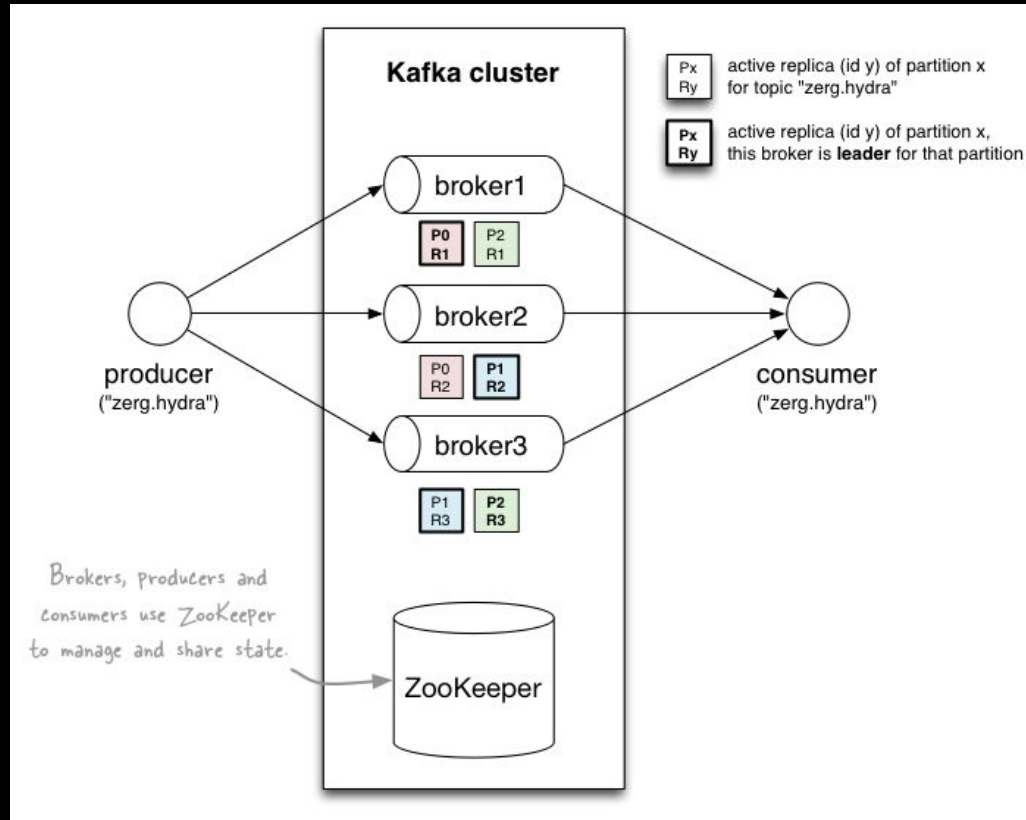 Kafka cluster
Px
Ry
active replica (id y) of partition x
for topic "zerg.hydra"
Px
Ry
active replica (id y) of partition x,
this broker is leader for that partition
broker1
P0
R1
P2
R1
producer
("zerg.hydra")
broker2
P0
R2
P1
R2
consumer
("zerg.hydra")
broker3
P1
R3
P2
R3
Brokers, producers and
consumers use ZooKeeper
to manage and share state.
ZooKeeper